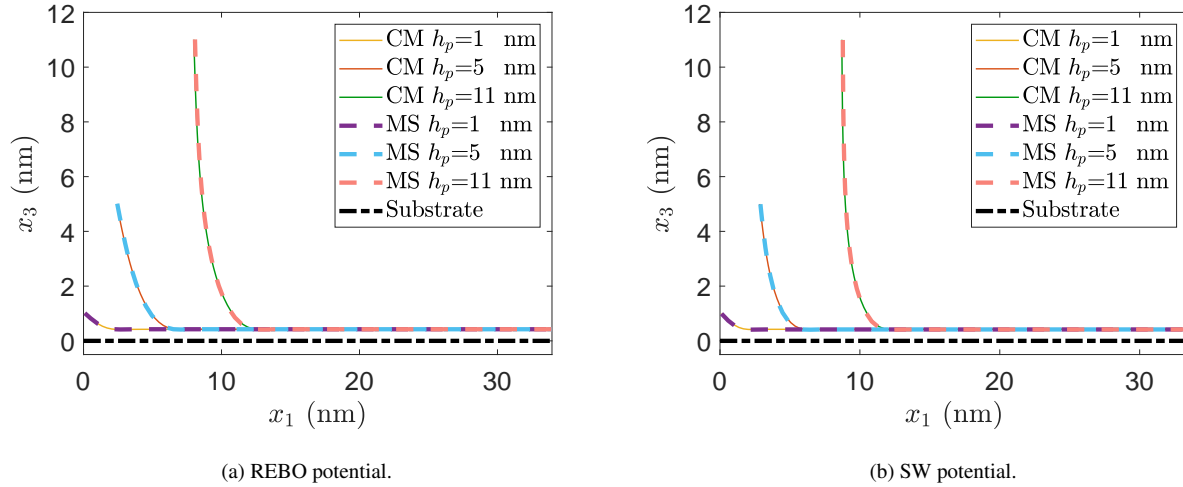 12
10
8
6
4
2
0
x₃ (nm)
0
10
20
30
x₁ (nm)
CM hₚ=1 nm
CM hₚ=5 nm
CM hₚ=11 nm
MS hₚ=1 nm
MS hₚ=5 nm
MS hₚ=11 nm
Substrate
(a) REBO potential.
12
10
8
6
4
2
0
x₃ (nm)
0
10
20
30
x₁ (nm)
CM hₚ=1 nm
CM hₚ=5 nm
CM hₚ=11 nm
MS hₚ=1 nm
MS hₚ=5 nm
MS hₚ=11 nm
Substrate
(b) SW potential.